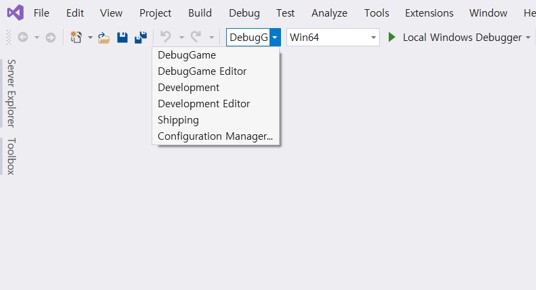 File Edit View Project Build Debug Test Analyze Tools Extensions Window He
DebugG Win64 Local Windows Debugger
DebugGame
DebugGame Editor
Development
Development Editor
Shipping
Configuration Manager...
Server Explorer
Toolbox